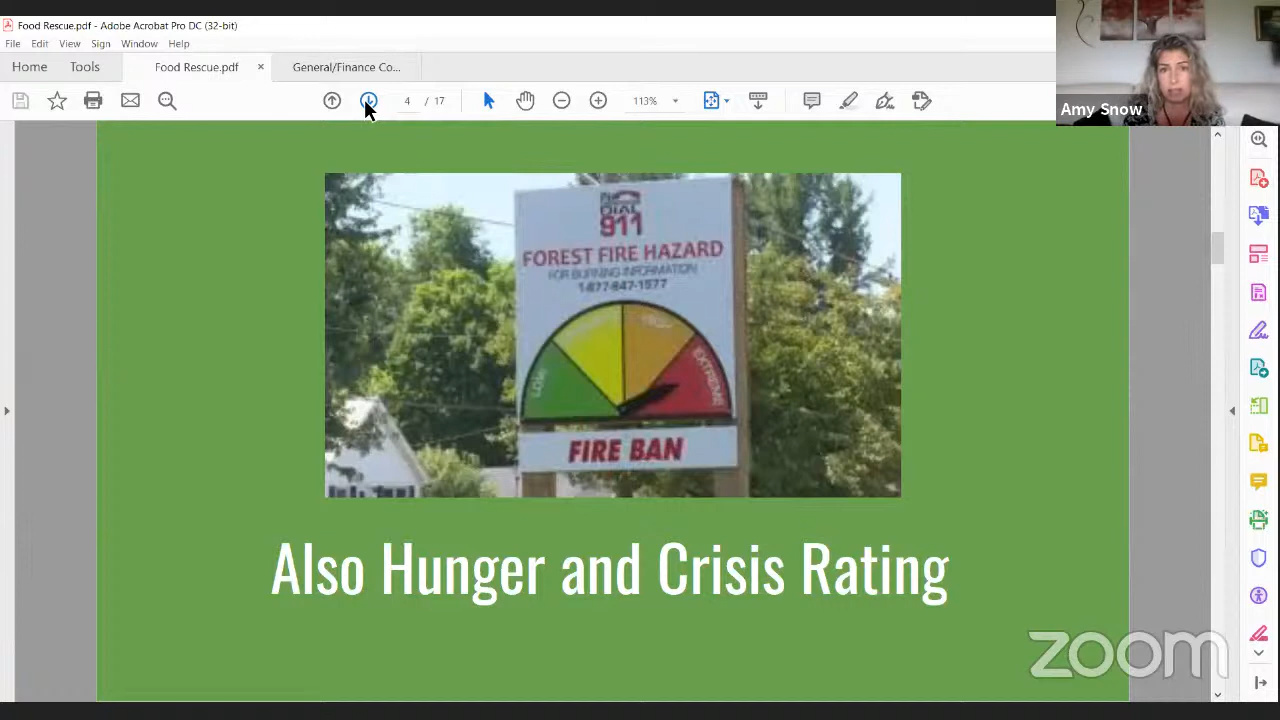 Food Rescue.pdf - Adobe Acrobat Pro DC (32-bit)
File Edit View Sign Window Help
Home Tools Food Rescue.pdf × General/Finance Co...
4 / 17 113%
Amy Snow
DIAL
911
FOREST FIRE HAZARD
FOR BURNING INFORMATION
1-877-847-1577
LOW
EXTREME
FIRE BAN
Also Hunger and Crisis Rating
zoom